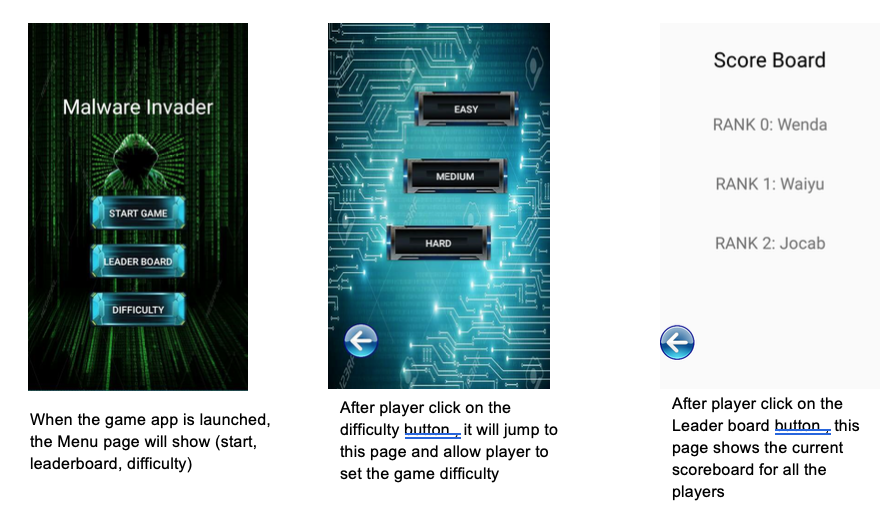 Malware Invader
START GAME
LEADER BOARD
DIFFICULTY
When the game app is launched,
the Menu page will show (start,
leaderboard, difficulty)
EASY
MEDIUM
HARD
After player click on the
difficulty button , it will jump to
this page and allow player to
set the game difficulty
Score Board
RANK 0: Wenda
RANK 1: Waiyu
RANK 2: Jocab
After player click on the
Leader board button , this
page shows the current
scoreboard for all the
players